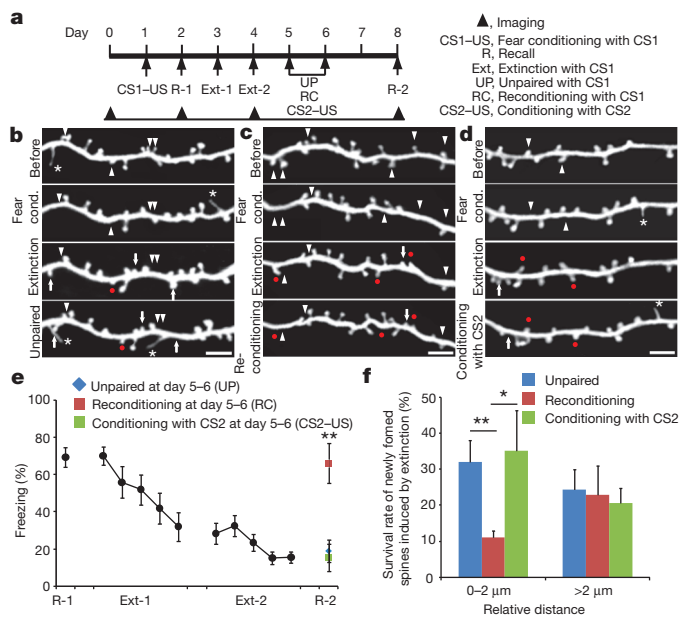 a
Day 0 1 2 3 4 5 6 8
CS1–US R-1 Ext-1 Ext-2 UP R-2
RC
CS2–US
, Imaging
CS1–US, Fear conditioning with CS1
R, Recall
Ext, Extinction with CS1
UP, Unpaired with CS1
RC, Reconditioning with CS1
CS2–US, Conditioning with CS2
b
Before
Fear
cond.
Extinction
Unpaired
*
*
*
*
c
Before
Fear
cond.
Extinction
Re-
conditioning
d
Before
Fear
cond.
Extinction
Conditioning
with CS2
*
*
e
Unpaired at day 5–6 (UP)
Reconditioning at day 5–6 (RC)
Conditioning with CS2 at day 5–6 (CS2–US)
Freezing (%)
100
80
60
40
20
0
**
R-1 Ext-1 Ext-2 R-2
f
Unpaired
Reconditioning
Conditioning with CS2
Survival rate of newly fomed
spines induced by extinction (%)
50
40
30
20
10
0
** *
0–2 μm >2 μm
Relative distance